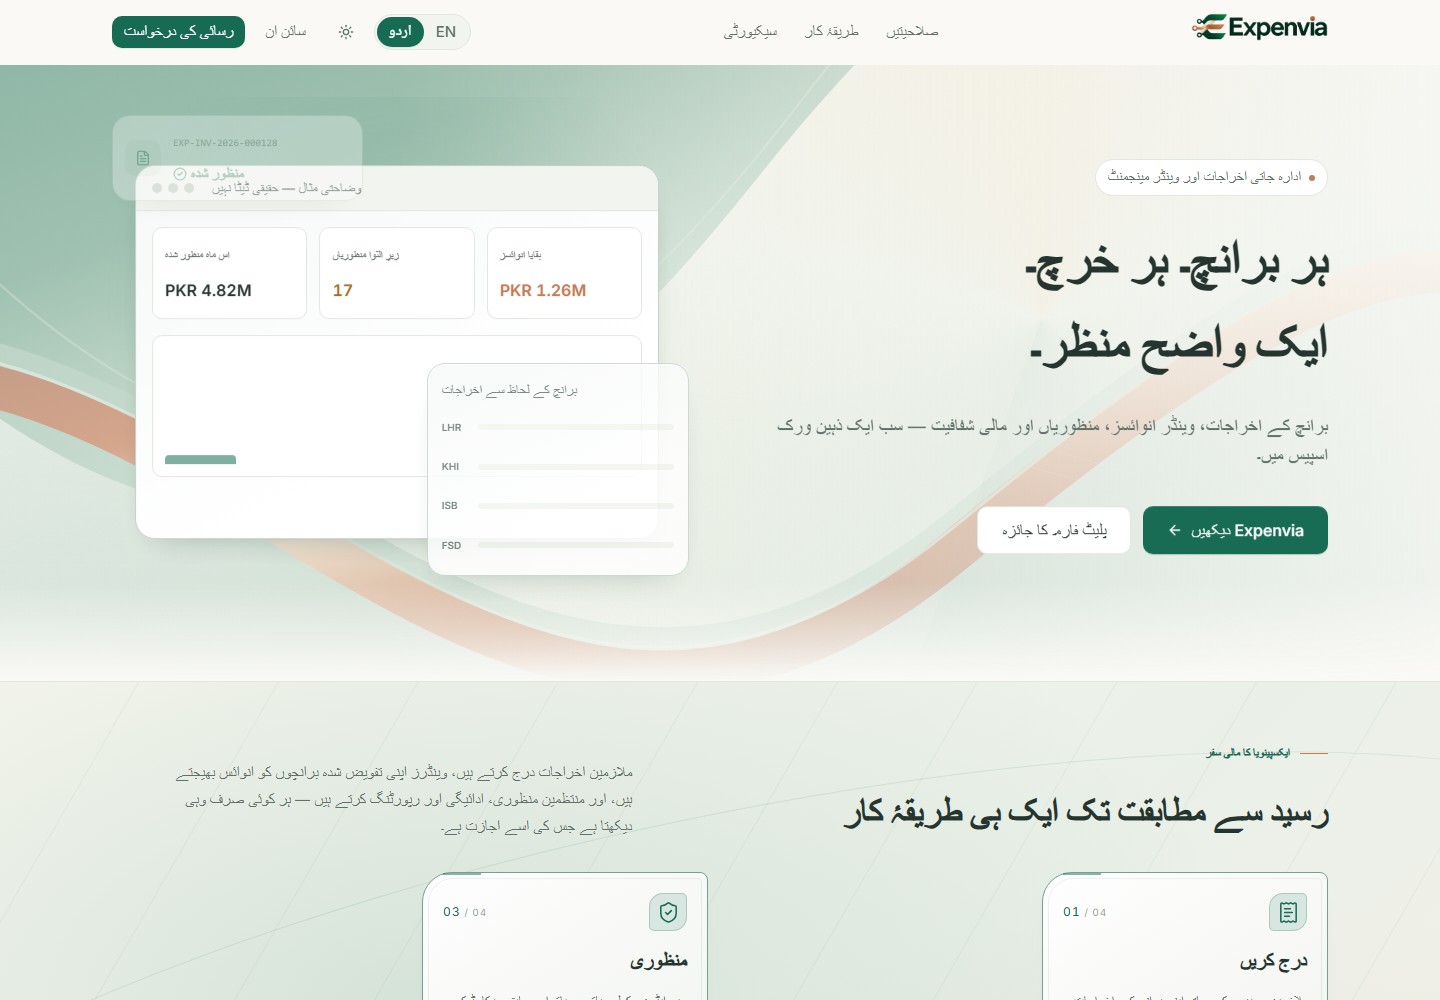 Expenvia
صلاحیتیں
طریقۂ کار
سیکیورٹی
EN
اردو
سائن ان
رسائی کی درخواست
ادارہ جاتی اخراجات اور وینڈر مینجمنٹ
ہر برانچ۔ ہر خرچ۔
ایک واضح منظر۔
برانچ کے اخراجات، وینڈر انوائسز، منظوریاں اور مالی شفافیت — سب ایک ذہین ورک
اسپیس میں۔
Expenvia دیکھیں
پلیٹ فارم کا جائزہ
EXP-INV-2026-000128
منظور شدہ
وضاحتی مثال — حقیقی ڈیٹا نہیں
بقایا انوائسز
PKR 1.26M
زیرِ التوا منظوریاں
17
اس ماہ منظور شدہ
PKR 4.82M
برانچ کے لحاظ سے اخراجات
LHR
KHI
ISB
FSD
ایکسپینویا کا مالی سفر
رسید سے مطابقت تک ایک ہی طریقۂ کار
ملازمین اخراجات درج کرتے ہیں، وینڈرز اپنی تفویض شدہ برانچوں کو انوائس بھیجتے
ہیں، اور منتظمین منظوری، ادائیگی اور رپورٹنگ کرتے ہیں — ہر کوئی صرف وہی
دیکھتا ہے جس کی اسے اجازت ہے۔
01 / 04
درج کریں
03 / 04
منظوری